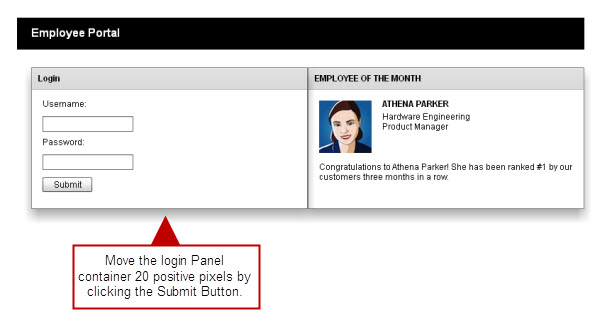 Employee Portal
Login
Username:
Password:
Submit
EMPLOYEE OF THE MONTH
ATHENA PARKER
Hardware Engineering
Product Manager
Congratulations to Athena Parker! She has been ranked #1 by our
customers three months in a row.
Move the login Panel
container 20 positive pixels by
clicking the Submit Button.